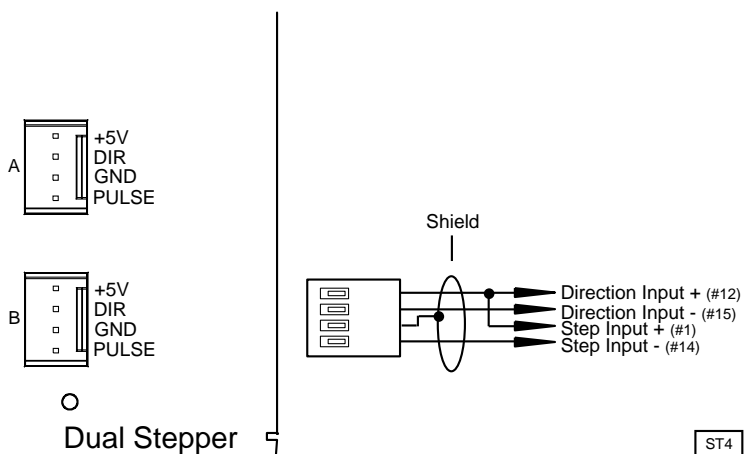 A
+5V
DIR
GND
PULSE
B
+5V
DIR
GND
PULSE
Dual Stepper
Shield
Direction Input + (#12)
Direction Input - (#15)
Step Input + (#1)
Step Input - (#14)
ST4